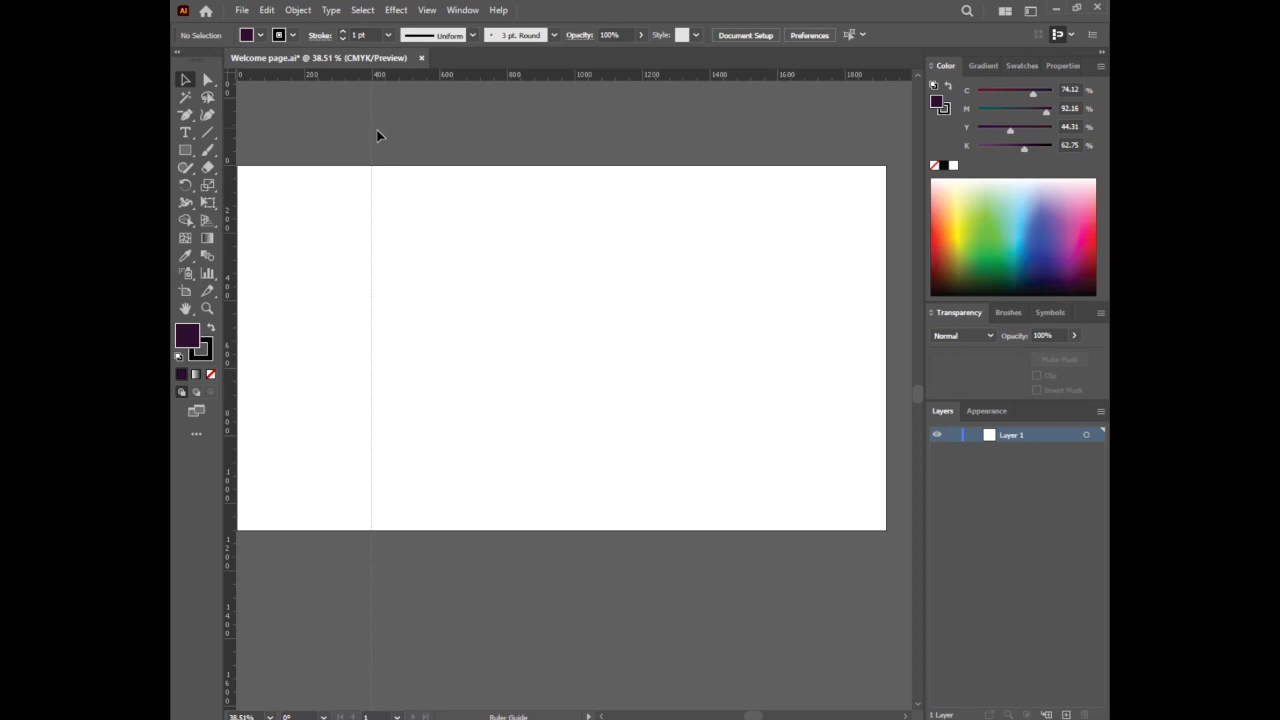 Ai File Edit Object Type Select Effect View Window Help
No Selection Stroke: 1 pt Uniform 3 pt. Round Opacity: 100% Style: Document Setup Preferences
Welcome page.ai* @ 38.51 % (CMYK/Preview)
0 200 400 600 800 1000 1200 1400 1600 1800
Color Gradient Swatches Properties
C 74.12 %
M 92.16 %
Y 44.31 %
K 62.75 %
T
Transparency Brushes Symbols
Normal Opacity: 100%
Make Mask
Clip
Invert Mask
Layers Appearance
Layer 1
38.51% 0° 1 Ruler Guide
1 Layer